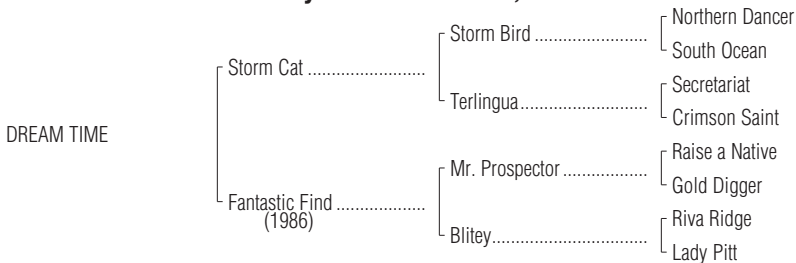 Northern Dancer
Storm Bird ....................
South Ocean
Storm Cat ........................
Secretariat
Terlingua.......................
Crimson Saint
DREAM TIME
Raise a Native
Mr. Prospector ...............
Gold Digger
Fantastic Find ..................
(1986)
Riva Ridge
Blitey............................
Lady Pitt